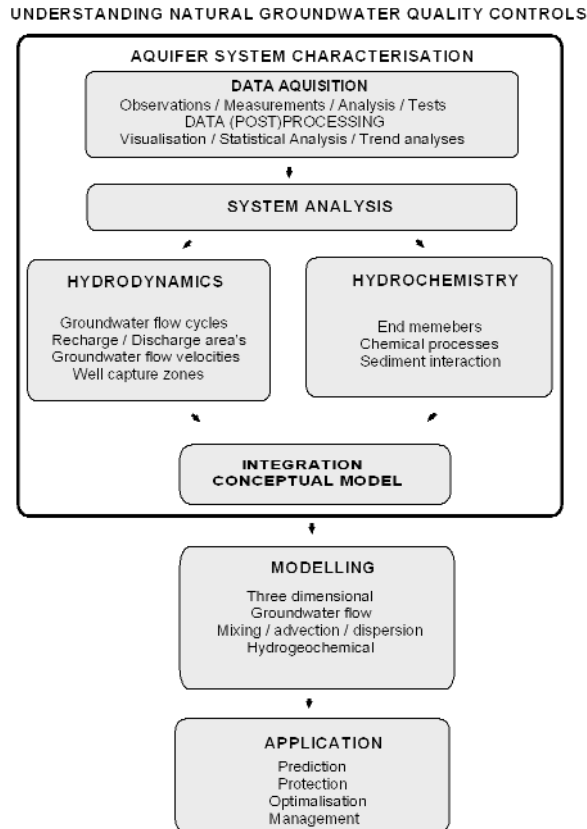 UNDERSTANDING NATURAL GROUNDWATER QUALITY CONTROLS
AQUIFER SYSTEM CHARACTERISATION
DATA AQUISITION
Observations / Measurements / Analysis / Tests
DATA (POST)PROCESSING
Visualisation / Statistical Analysis / Trend analyses
SYSTEM ANALYSIS
HYDRODYNAMICS
Groundwater flow cycles
Recharge / Discharge area's
Groundwater flow velocities
Well capture zones
HYDROCHEMISTRY
End memebers
Chemical processes
Sediment interaction
INTEGRATION
CONCEPTUAL MODEL
MODELLING
Three dimensional
Groundwater flow
Mixing / advection / dispersion
Hydrogeochemical
APPLICATION
Prediction
Protection
Optimalisation
Management